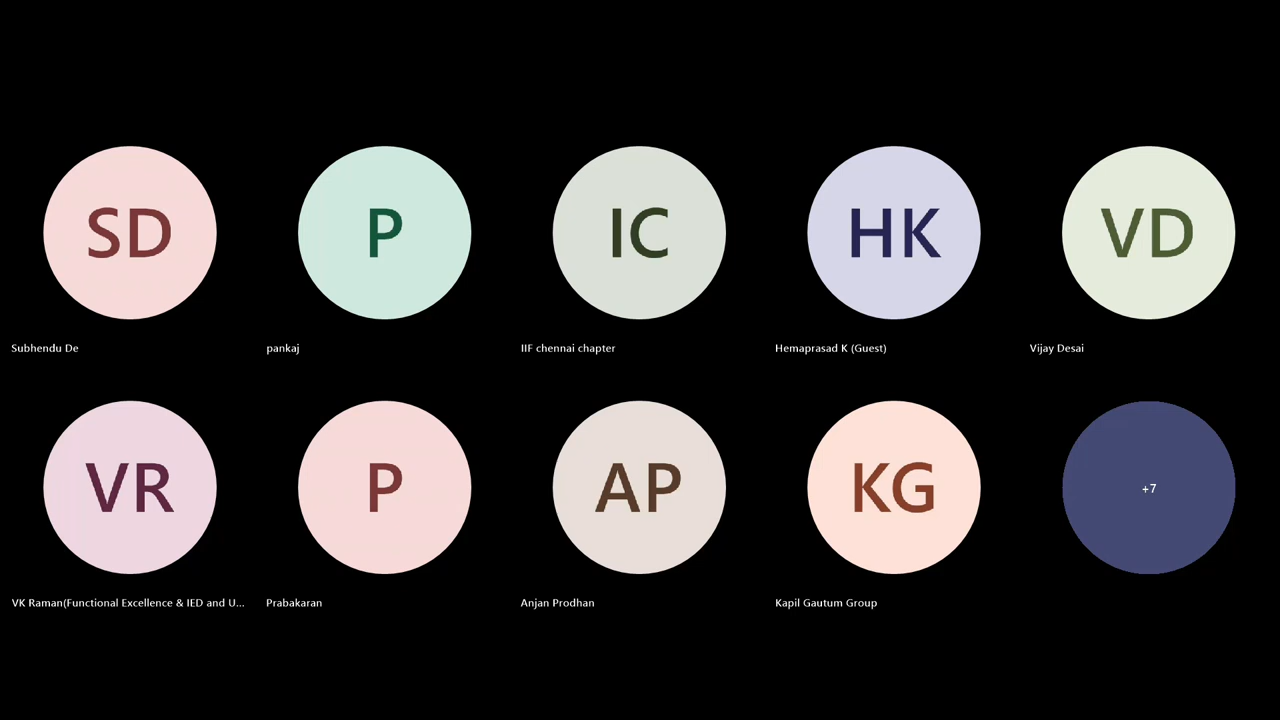 SD
P
IC
HK
VD
Subhendu De
pankaj
IIF chennai chapter
Hemaprasad K (Guest)
Vijay Desai
VR
P
AP
KG
+7
VK Raman(Functional Excellence & IED and U...
Prabakaran
Anjan Prodhan
Kapil Gautum Group